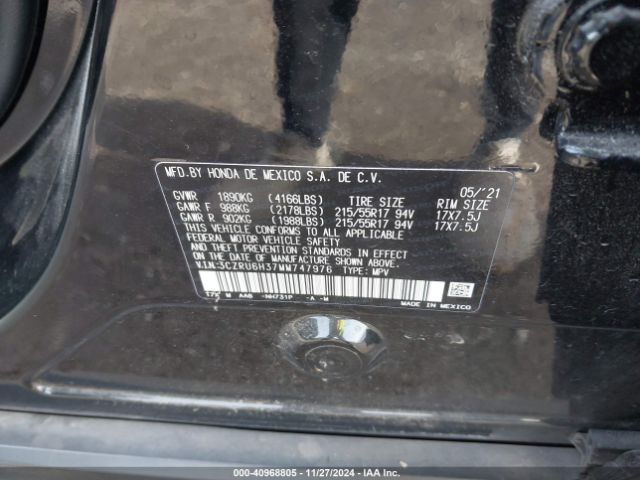 MFD.BY HONDA DE MEXICO S.A. DE C.V. 05/'21
GVWR 1890KG (4166LBS) TIRE SIZE RIM SIZE
GAWR F 988KG (2178LBS) 215/55R17 94V 17X7.5J
GAWR R 902KG (1988LBS) 215/55R17 94V 17X7.5J
THIS VEHICLE CONFORMS TO ALL APPLICABLE
FEDERAL MOTOR VEHICLE SAFETY, BUMPER,
AND THEFT PREVENTION STANDARDS IN EFFECT
ON THE DATE OF MANUFACTURE SHOWN ABOVE.
V.I.N:3CZRU6H37MM747976 TYPE: MPV
-NH731P -A -M MADE IN MEXICO
000-40968805 | 11/27/2024 | IAA Inc.